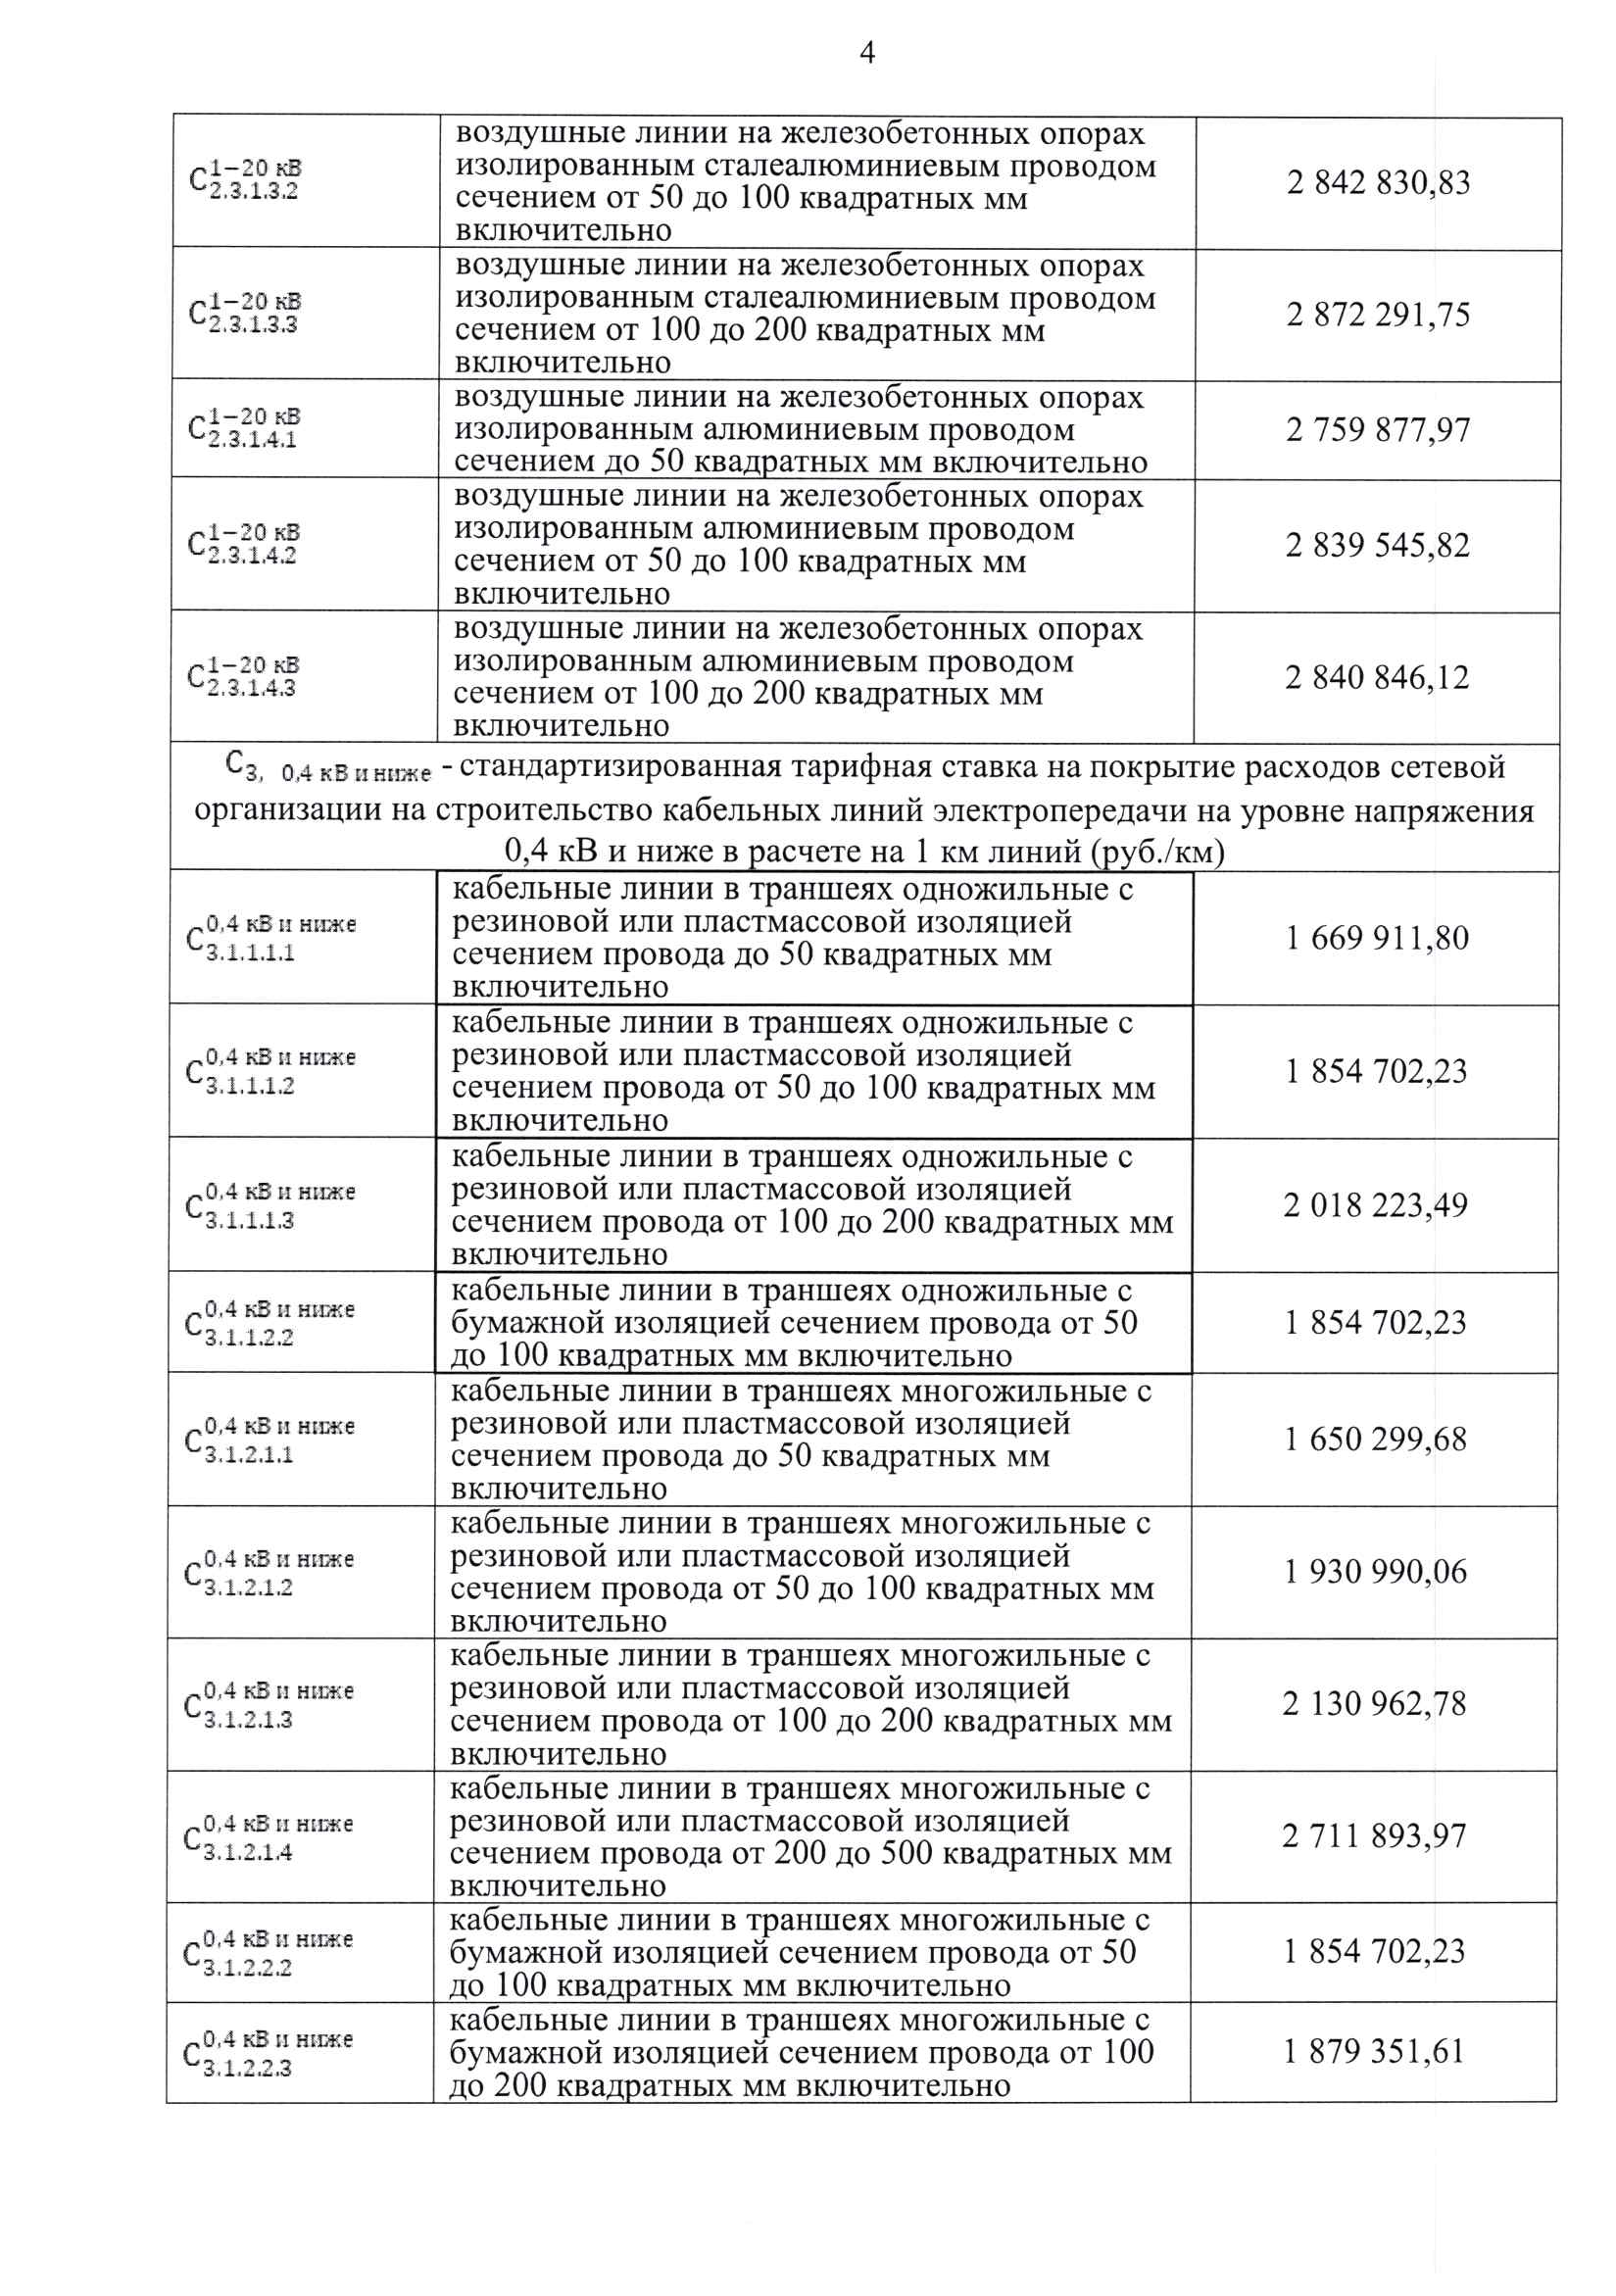 4
C 1–20 кВ 2.3.1.3.2
воздушные линии на железобетонных опорах
изолированным сталеалюминиевым проводом
сечением от 50 до 100 квадратных мм
включительно
2 842 830,83
C 1–20 кВ 2.3.1.3.3
воздушные линии на железобетонных опорах
изолированным сталеалюминиевым проводом
сечением от 100 до 200 квадратных мм
включительно
2 872 291,75
C 1–20 кВ 2.3.1.4.1
воздушные линии на железобетонных опорах
изолированным алюминиевым проводом
сечением до 50 квадратных мм включительно
2 759 877,97
C 1–20 кВ 2.3.1.4.2
воздушные линии на железобетонных опорах
изолированным алюминиевым проводом
сечением от 50 до 100 квадратных мм
включительно
2 839 545,82
C 1–20 кВ 2.3.1.4.3
воздушные линии на железобетонных опорах
изолированным алюминиевым проводом
сечением от 100 до 200 квадратных мм
включительно
2 840 846,12
C 3, 0,4 кВ и ниже - стандартизированная тарифная ставка на покрытие расходов сетевой
организации на строительство кабельных линий электропередачи на уровне напряжения
0,4 кВ и ниже в расчете на 1 км линий (руб./км)
C 0,4 кВ и ниже 3.1.1.1.1
кабельные линии в траншеях одножильные с
резиновой или пластмассовой изоляцией
сечением провода до 50 квадратных мм
включительно
1 669 911,80
C 0,4 кВ и ниже 3.1.1.1.2
кабельные линии в траншеях одножильные с
резиновой или пластмассовой изоляцией
сечением провода от 50 до 100 квадратных мм
включительно
1 854 702,23
C 0,4 кВ и ниже 3.1.1.1.3
кабельные линии в траншеях одножильные с
резиновой или пластмассовой изоляцией
сечением провода от 100 до 200 квадратных мм
включительно
2 018 223,49
C 0,4 кВ и ниже 3.1.1.2.2
кабельные линии в траншеях одножильные с
бумажной изоляцией сечением провода от 50
до 100 квадратных мм включительно
1 854 702,23
C 0,4 кВ и ниже 3.1.2.1.1
кабельные линии в траншеях многожильные с
резиновой или пластмассовой изоляцией
сечением провода до 50 квадратных мм
включительно
1 650 299,68
C 0,4 кВ и ниже 3.1.2.1.2
кабельные линии в траншеях многожильные с
резиновой или пластмассовой изоляцией
сечением провода от 50 до 100 квадратных мм
включительно
1 930 990,06
C 0,4 кВ и ниже 3.1.2.1.3
кабельные линии в траншеях многожильные с
резиновой или пластмассовой изоляцией
сечением провода от 100 до 200 квадратных мм
включительно
2 130 962,78
C 0,4 кВ и ниже 3.1.2.1.4
кабельные линии в траншеях многожильные с
резиновой или пластмассовой изоляцией
сечением провода от 200 до 500 квадратных мм
включительно
2 711 893,97
C 0,4 кВ и ниже 3.1.2.2.2
кабельные линии в траншеях многожильные с
бумажной изоляцией сечением провода от 50
до 100 квадратных мм включительно
1 854 702,23
C 0,4 кВ и ниже 3.1.2.2.3
кабельные линии в траншеях многожильные с
бумажной изоляцией сечением провода от 100
до 200 квадратных мм включительно
1 879 351,61